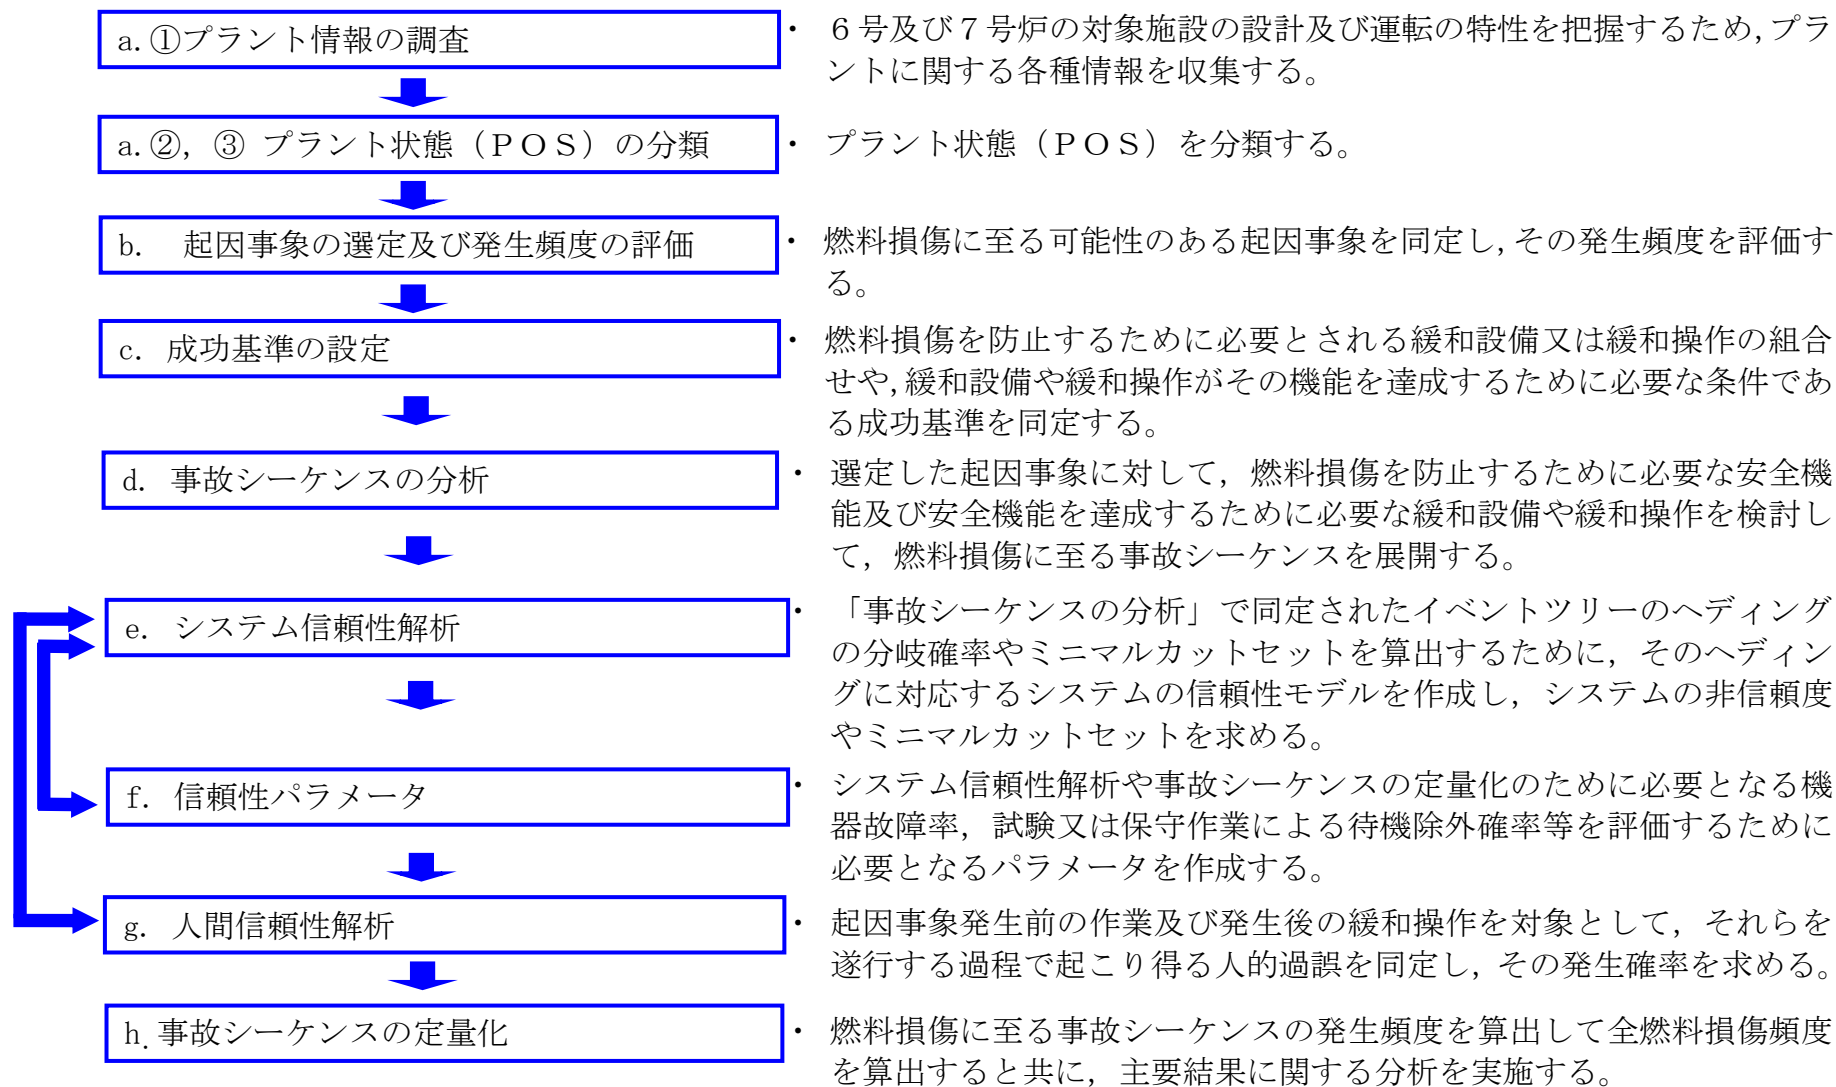 a.①プラント情報の調査
・ ６号及び７号炉の対象施設の設計及び運転の特性を把握するため,プラ
ントに関する各種情報を収集する。
a.②，③ プラント状態（ＰＯＳ）の分類
・ プラント状態（ＰＯＳ）を分類する。
b. 起因事象の選定及び発生頻度の評価
・ 燃料損傷に至る可能性のある起因事象を同定し,その発生頻度を評価す
る。
c. 成功基準の設定
・ 燃料損傷を防止するために必要とされる緩和設備又は緩和操作の組合
せや,緩和設備や緩和操作がその機能を達成するために必要な条件であ
る成功基準を同定する。
d. 事故シーケンスの分析
・ 選定した起因事象に対して，燃料損傷を防止するために必要な安全機
能及び安全機能を達成するために必要な緩和設備や緩和操作を検討し
て，燃料損傷に至る事故シーケンスを展開する。
e. システム信頼性解析
・ 「事故シーケンスの分析」で同定されたイベントツリーのヘディング
の分岐確率やミニマルカットセットを算出するために，そのヘディン
グに対応するシステムの信頼性モデルを作成し，システムの非信頼度
やミニマルカットセットを求める。
f. 信頼性パラメータ
・ システム信頼性解析や事故シーケンスの定量化のために必要となる機
器故障率，試験又は保守作業による待機除外確率等を評価するために
必要となるパラメータを作成する。
g. 人間信頼性解析
・ 起因事象発生前の作業及び発生後の緩和操作を対象として，それらを
遂行する過程で起こり得る人的過誤を同定し，その発生確率を求める。
h.事故シーケンスの定量化
・ 燃料損傷に至る事故シーケンスの発生頻度を算出して全燃料損傷頻度
を算出すると共に，主要結果に関する分析を実施する。